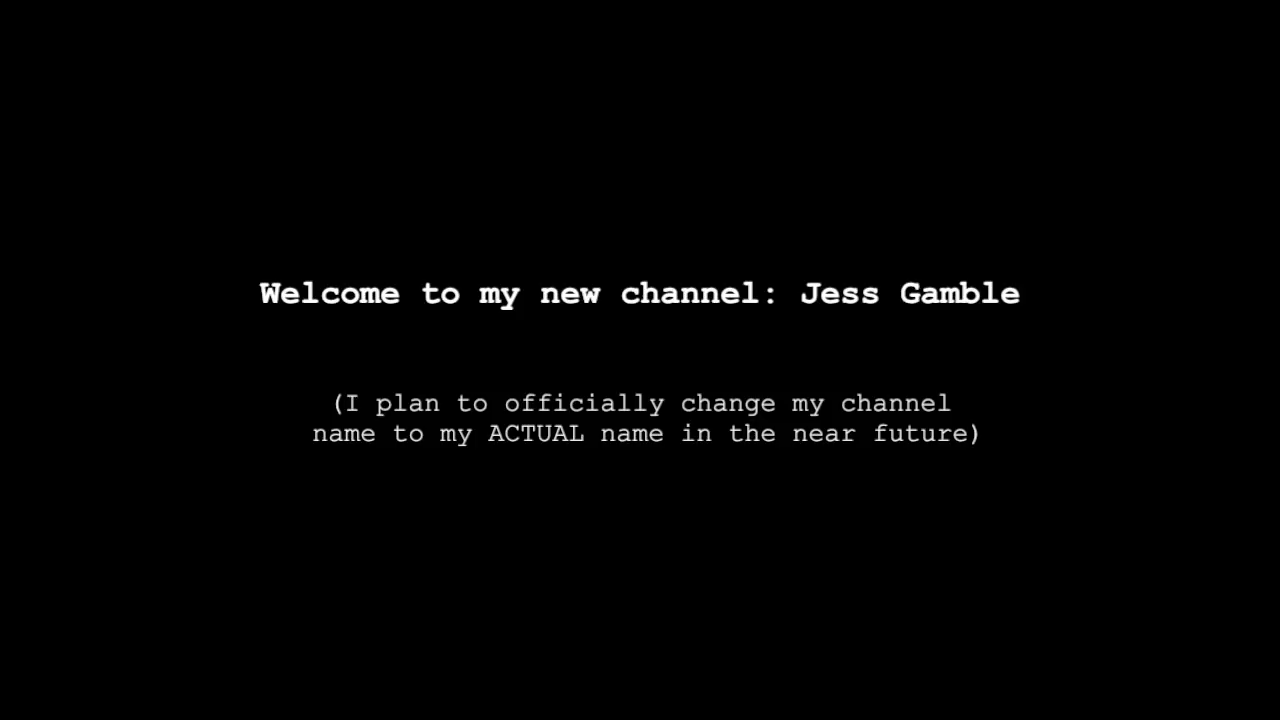 Welcome to my new channel: Jess Gamble
(I plan to officially change my channel
name to my ACTUAL name in the near future)